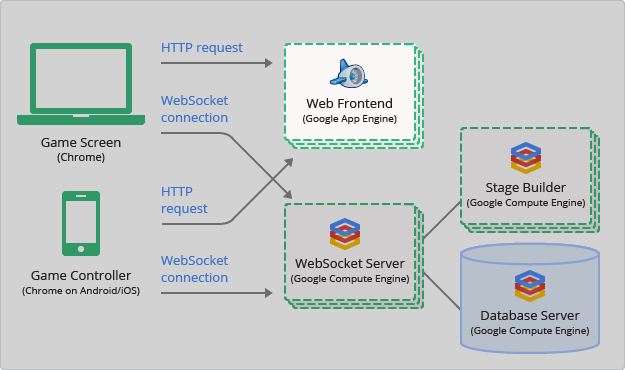 HTTP request
WebSocket
connection
Game Screen
(Chrome)
HTTP
request
WebSocket
connection
Game Controller
(Chrome on Android/iOS)
Web Frontend
(Google App Engine)
WebSocket Server
(Google Compute Engine)
Stage Builder
(Google Compute Engine)
Database Server
(Google Compute Engine)